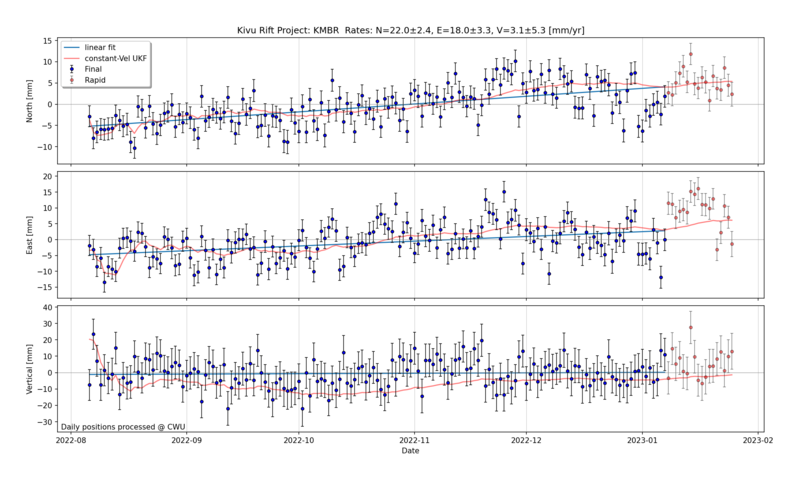 Kivu Rift Project: KMBR Rates: N=22.0±2.4, E=18.0±3.3, V=3.1±5.3 [mm/yr]
linear fit
constant-Vel UKF
Final
Rapid
North [mm]
15
10
5
0
−5
−10
East [mm]
20
15
10
5
0
−5
−10
−15
Vertical [mm]
40
30
20
10
0
−10
−20
−30
Daily positions processed @ CWU
2022-08 2022-09 2022-10 2022-11 2022-12 2023-01 2023-02
Date